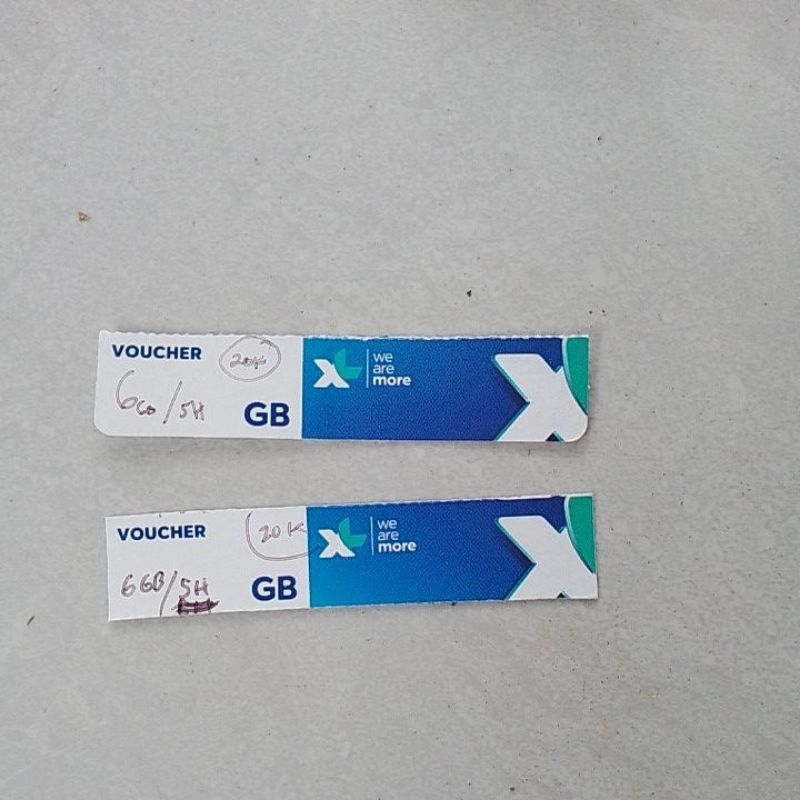 VOUCHER
20K
6GB/5H
GB
XL
we
are
more
VOUCHER
20K
6GB/5H
GB
XL
we
are
more